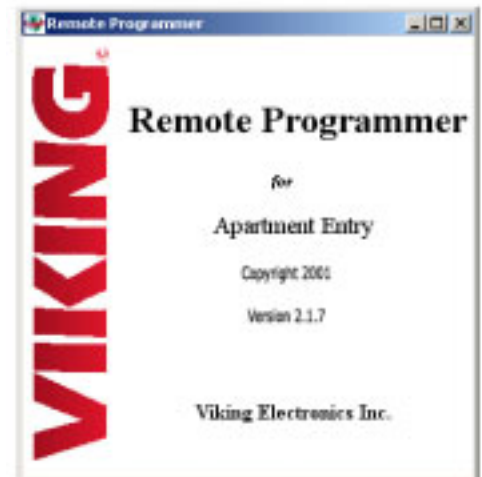 Remote Programmer
VIKING®
Remote Programmer
for
Apartment Entry
Copyright 2001
Version 2.1.7
Viking Electronics Inc.